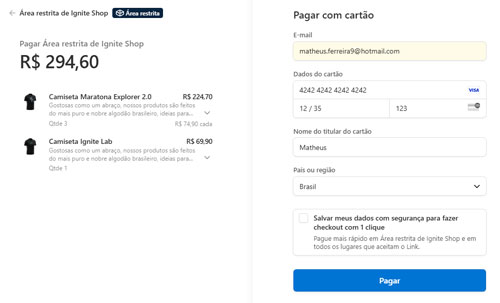 Área restrita de Ignite Shop
Área restrita
Pagar Área restrita de Ignite Shop
R$ 294,60
Camiseta Maratona Explorer 2.0 R$ 224,70
Gostosas como um abraço, nossos produtos são feitos
do mais puro e nobre algodão brasileiro, ideias para...
Qtde 3 R$ 74,90 cada
Camiseta Ignite Lab R$ 69,90
Gostosas como um abraço, nossos produtos são feitos
do mais puro e nobre algodão brasileiro, ideias para...
Qtde 1
Pagar com cartão
E-mail
matheus.ferreira9@hotmail.com
Dados do cartão
4242 4242 4242 4242 VISA
12 / 35 123
Nome do titular do cartão
Matheus
País ou região
Brasil
Salvar meus dados com segurança para fazer
checkout com 1 clique
Pague mais rápido em Área restrita de Ignite Shop e em
todos os lugares que aceitam o Link.
Pagar